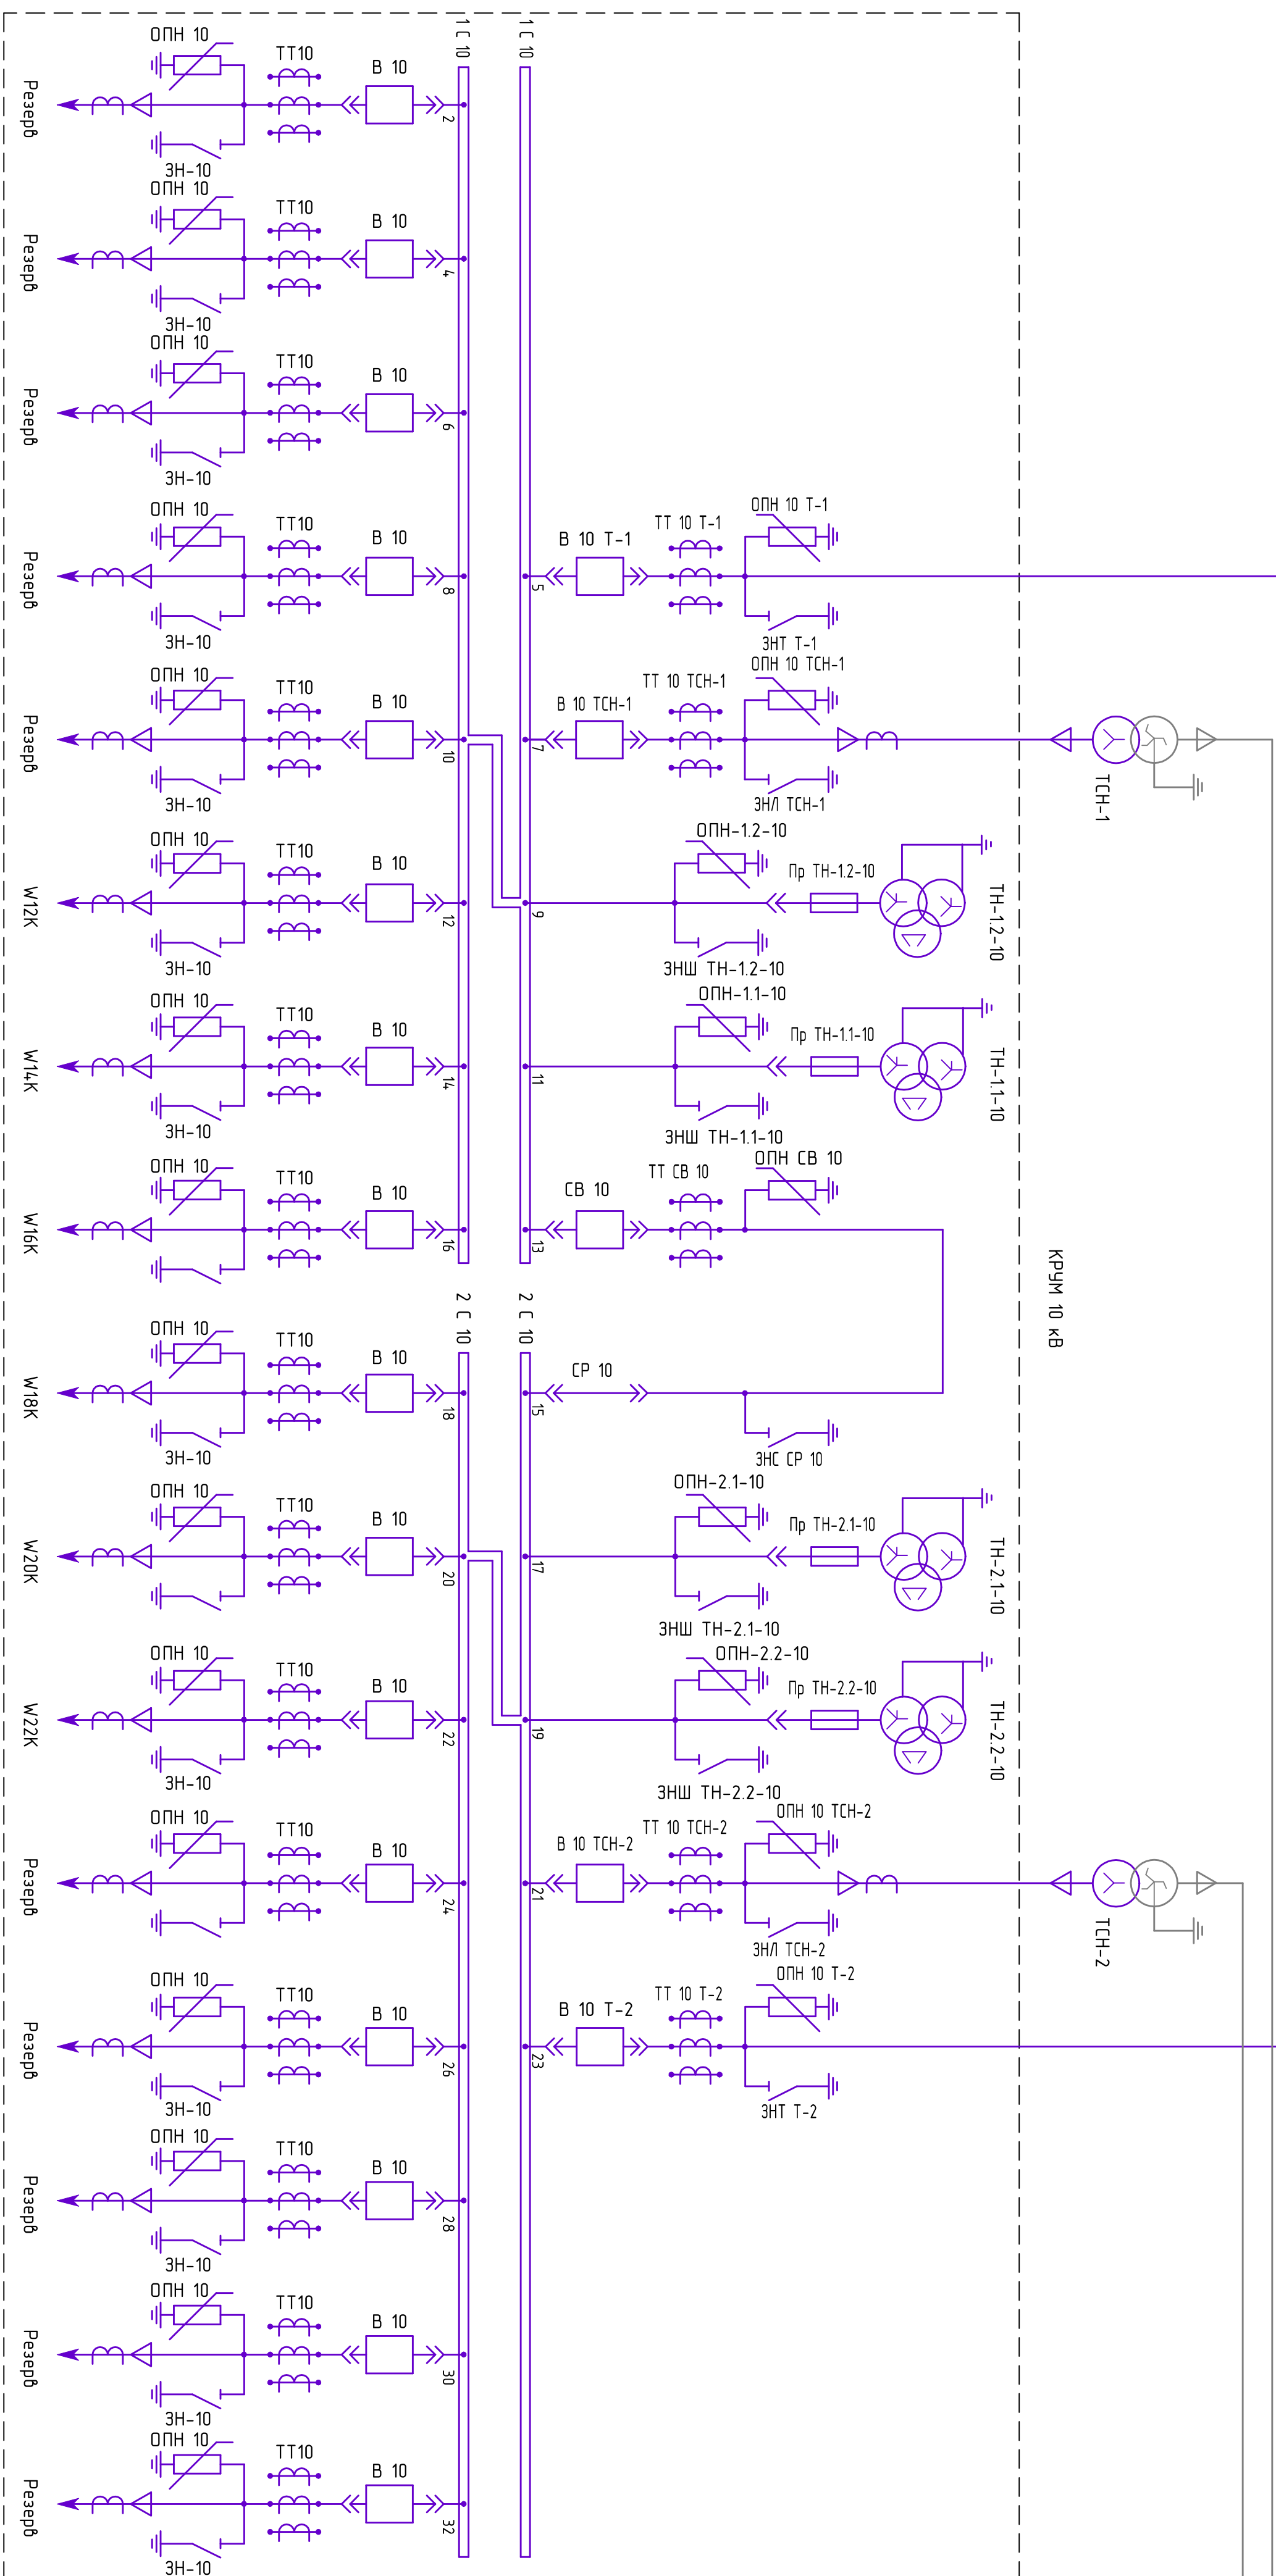 1 С 10
1 С 10
ОПН 10
ТТ10
В 10
2
Резерв
ЗН-10
ОПН 10
ТТ10
В 10
4
Резерв
ЗН-10
ОПН 10
ТТ10
В 10
6
Резерв
ЗН-10
ОПН 10
ТТ10
В 10
8
Резерв
ЗН-10
В 10 Т-1
ТТ 10 Т-1
ОПН 10 Т-1
5
ЗНТ Т-1
ОПН 10
ТТ10
В 10
10
Резерв
ЗН-10
В 10 ТСН-1
ТТ 10 ТСН-1
ОПН 10 ТСН-1
7
ЗНЛ ТСН-1
ТСН-1
ОПН 10
ТТ10
В 10
12
W12К
ЗН-10
ОПН-1.2-10
Пр ТН-1.2-10
ТН-1.2-10
9
ЗНШ ТН-1.2-10
ОПН 10
ТТ10
В 10
14
W14К
ЗН-10
ОПН-1.1-10
Пр ТН-1.1-10
ТН-1.1-10
11
ЗНШ ТН-1.1-10
ОПН 10
ТТ10
В 10
16
W16К
СВ 10
ТТ СВ 10
ОПН СВ 10
13
КРУМ 10 кВ
2 С 10
2 С 10
ОПН 10
ТТ10
В 10
18
W18К
ЗН-10
СР 10
15
ЗНС СР 10
ОПН 10
ТТ10
В 10
20
W20К
ОПН-2.1-10
Пр ТН-2.1-10
ТН-2.1-10
17
ЗНШ ТН-2.1-10
ОПН 10
ТТ10
В 10
22
W22К
ЗН-10
ОПН-2.2-10
Пр ТН-2.2-10
ТН-2.2-10
19
ЗНШ ТН-2.2-10
ОПН 10
ТТ10
В 10
24
Резерв
В 10 ТСН-2
ТТ 10 ТСН-2
ОПН 10 ТСН-2
21
ЗНЛ ТСН-2
ТСН-2
ОПН 10
ТТ10
В 10
26
Резерв
ЗН-10
В 10 Т-2
ТТ 10 Т-2
ОПН 10 Т-2
23
ЗНТ Т-2
ОПН 10
ТТ10
В 10
28
Резерв
ЗН-10
ОПН 10
ТТ10
В 10
30
Резерв
ЗН-10
ОПН 10
ТТ10
В 10
32
Резерв
ЗН-10